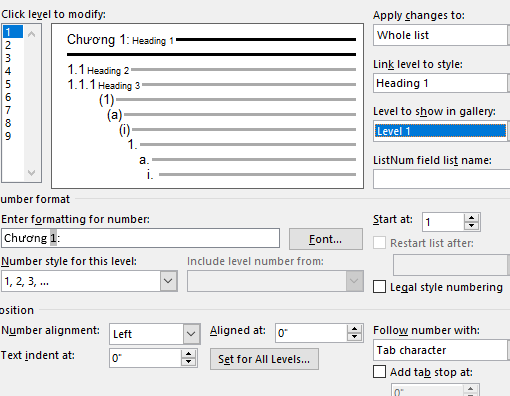 Click level to modify:
Apply changes to:
1
2
3
4
5
6
7
8
9
Chương 1: Heading 1
1.1 Heading 2
1.1.1 Heading 3
(1)
(a)
(i)
1.
a.
i.
Whole list
Link level to style:
Heading 1
Level to show in gallery:
Level 1
ListNum field list name:
umber format
Enter formatting for number:
Chương 1:
Font...
Start at:
1
Restart list after:
Number style for this level:
1, 2, 3, ...
Include level number from:
Legal style numbering
osition
Number alignment:
Left
Aligned at:
0"
Follow number with:
Tab character
Text indent at:
0"
Set for All Levels...
Add tab stop at:
0"